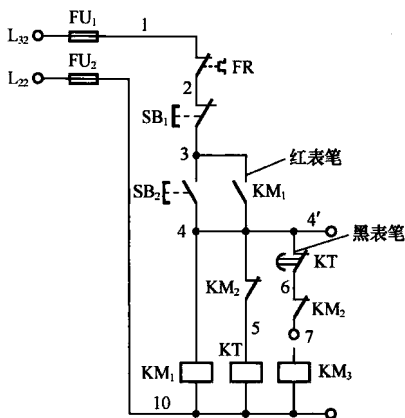 FU₁ 1
L₃₂
FU₂
L₂₂
FR
2
SB₁
3 红表笔
SB₂ KM₁
4 4′
黑表笔
KT
6
KM₂ KM₂
5 7
KM₁ KT KM₃
10